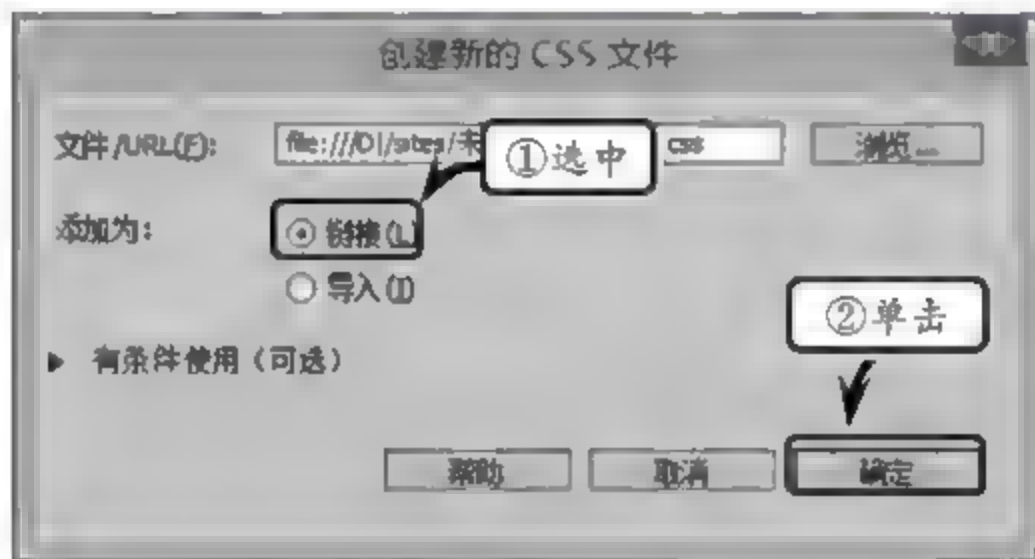 创建新的 CSS 文件
文件/URL(F): file:///D|/sites/未 css 浏览...
①选中
添加为: 链接(L)
导入(I)
②单击
有条件使用（可选）
帮助 取消 确定